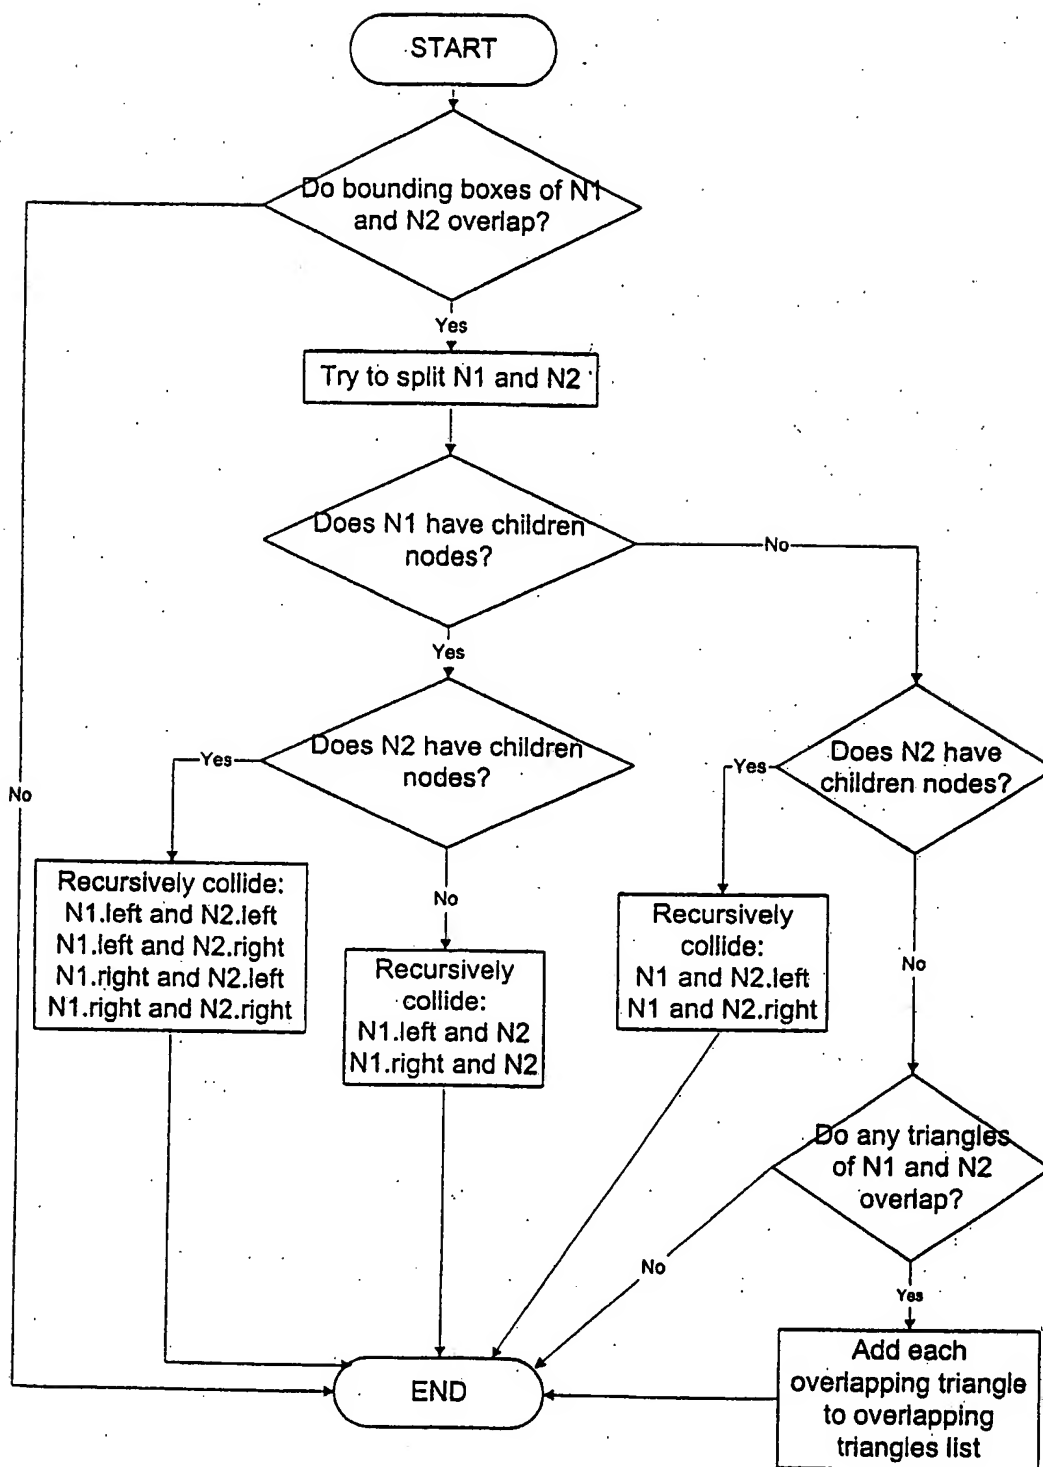 START
Do bounding boxes of N1
and N2 overlap?
Yes
Try to split N1 and N2
Does N1 have children
nodes?
No
Yes
Does N2 have children
nodes?
Yes
Does N2 have
children nodes?
Yes
No
Recursively collide:
N1.left and N2.left
N1.left and N2.right
N1.right and N2.left
N1.right and N2.right
No
Recursively
collide:
N1.left and N2
N1.right and N2
Recursively
collide:
N1 and N2.left
N1 and N2.right
No
Do any triangles
of N1 and N2
overlap?
No
Yes
Add each
overlapping triangle
to overlapping
triangles list
END